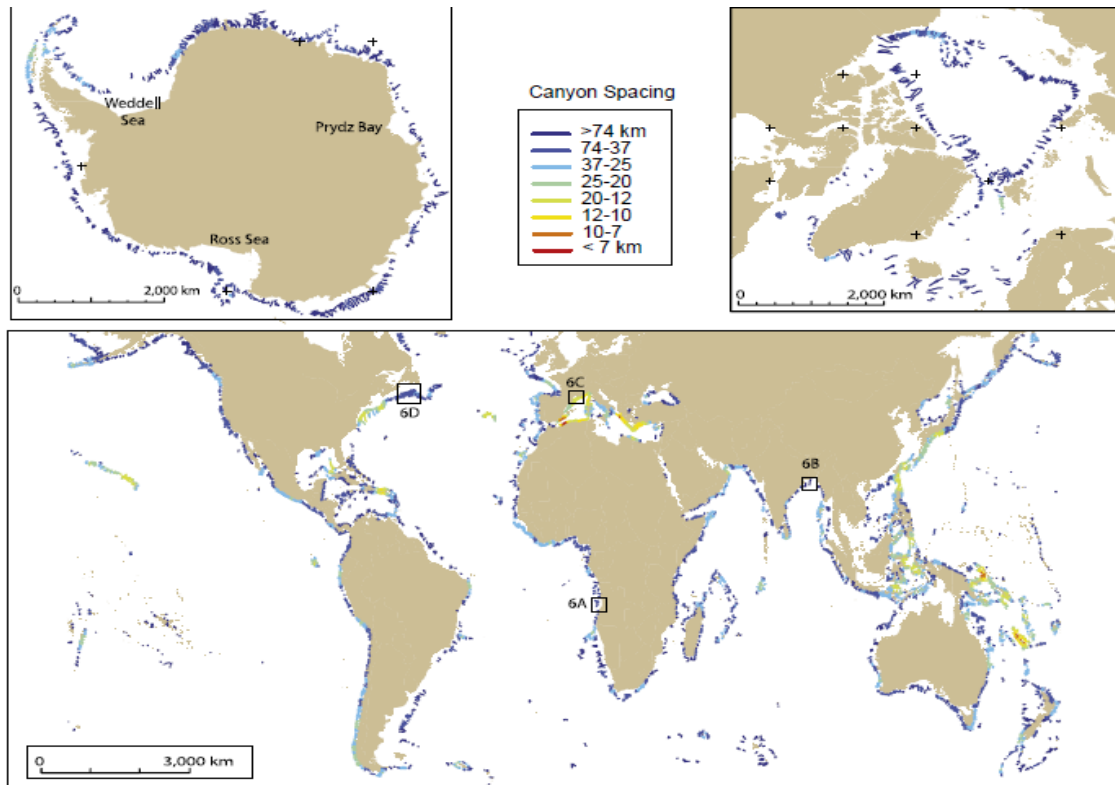 Weddell
Sea
Prydz Bay
Ross Sea
0 2,000 km
Canyon Spacing
>74 km
74-37
37-25
25-20
20-12
12-10
10-7
< 7 km
0 2,000 km
6C
6D
6B
6A
0 3,000 km